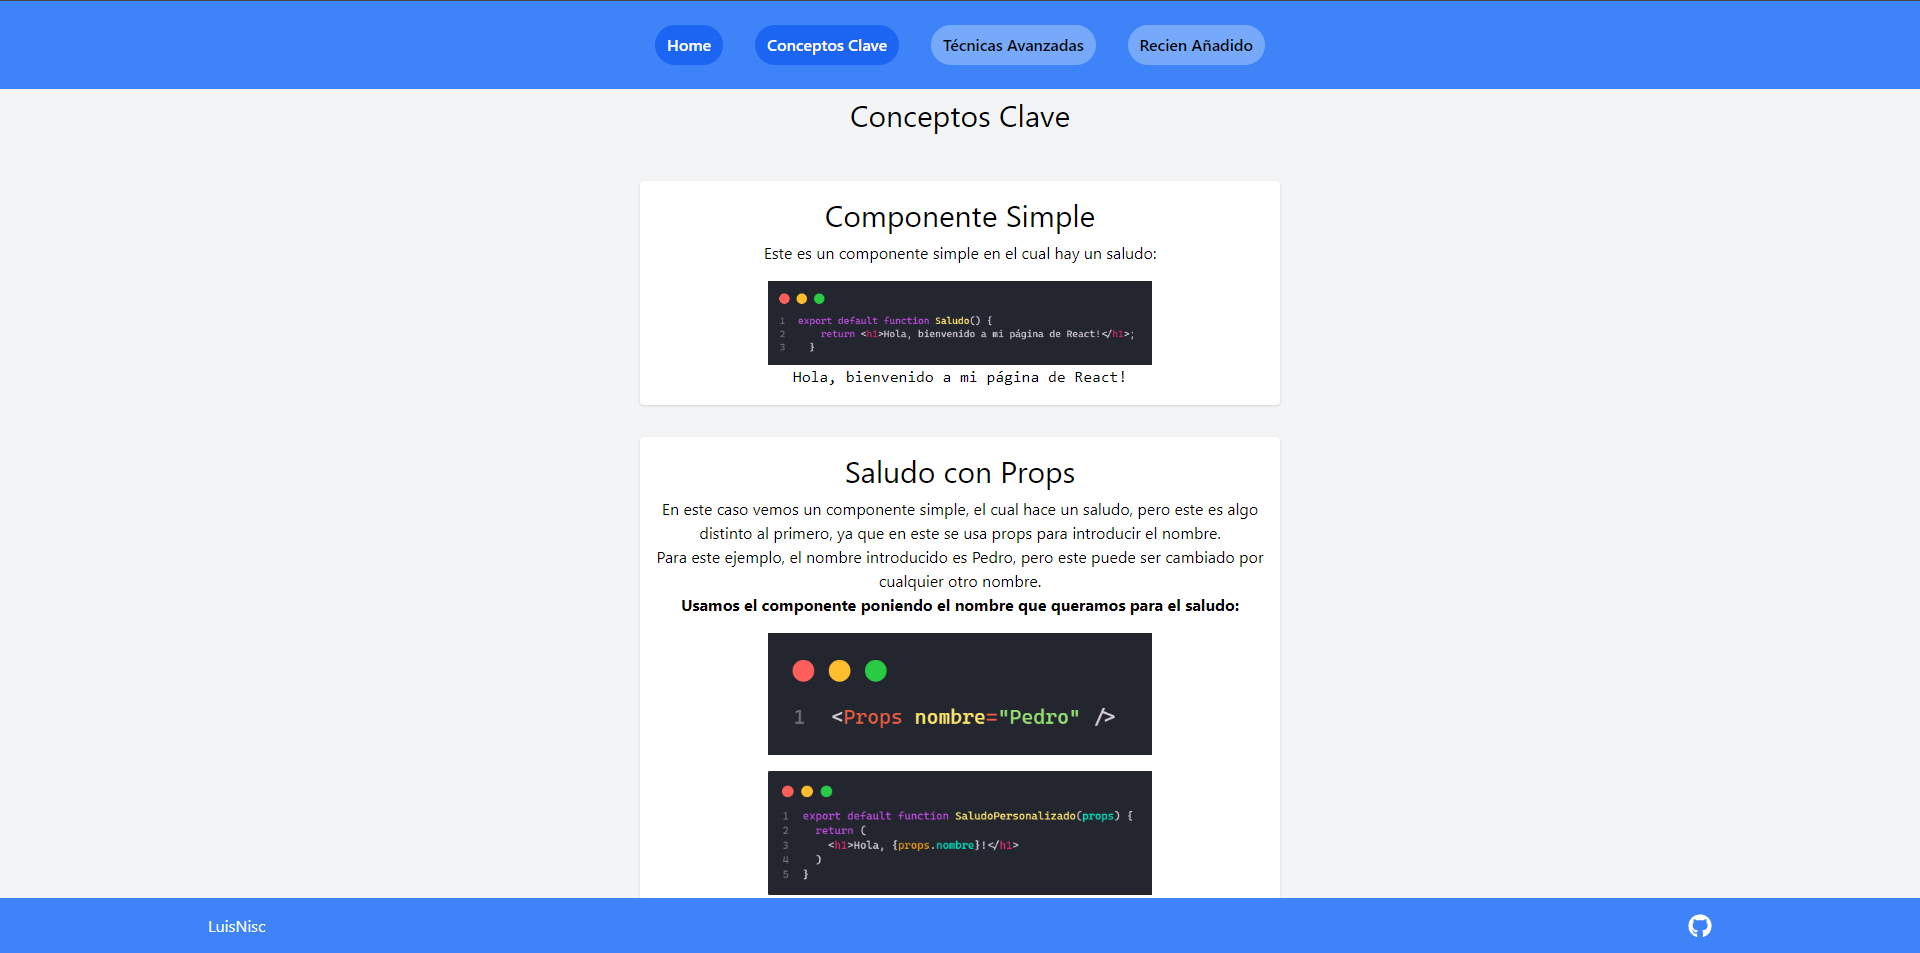 Home
Conceptos Clave
Técnicas Avanzadas
Recien Añadido
Conceptos Clave
Componente Simple
Este es un componente simple en el cual hay un saludo:
1 export default function Saludo() {
2 return <h1>Hola, bienvenido a mi página de React!</h1>;
3 }
Hola, bienvenido a mi página de React!
Saludo con Props
En este caso vemos un componente simple, el cual hace un saludo, pero este es algo
distinto al primero, ya que en este se usa props para introducir el nombre.
Para este ejemplo, el nombre introducido es Pedro, pero este puede ser cambiado por
cualquier otro nombre.
Usamos el componente poniendo el nombre que queramos para el saludo:
1 <Props nombre="Pedro" />
1 export default function SaludoPersonalizado(props) {
2 return (
3 <h1>Hola, {props.nombre}!</h1>
4 )
5 }
LuisNisc